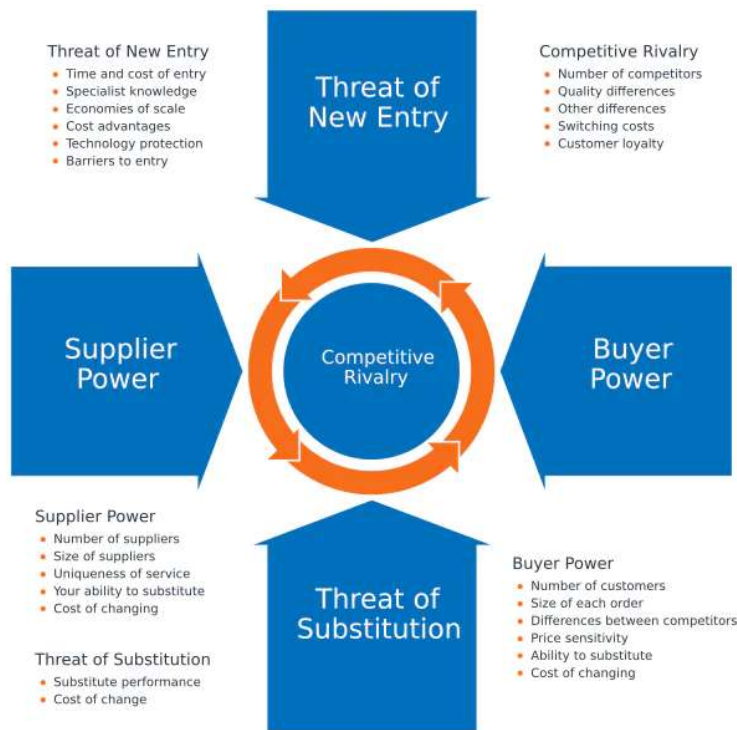 Threat of New Entry
Time and cost of entry
Specialist knowledge
Economies of scale
Cost advantages
Technology protection
Barriers to entry
Threat of
New Entry
Competitive Rivalry
Number of competitors
Quality differences
Other differences
Switching costs
Customer loyalty
Supplier
Power
Competitive
Rivalry
Buyer
Power
Supplier Power
Number of suppliers
Size of suppliers
Uniqueness of service
Your ability to substitute
Cost of changing
Threat of Substitution
Substitute performance
Cost of change
Threat of
Substitution
Buyer Power
Number of customers
Size of each order
Differences between competitors
Price sensitivity
Ability to substitute
Cost of changing